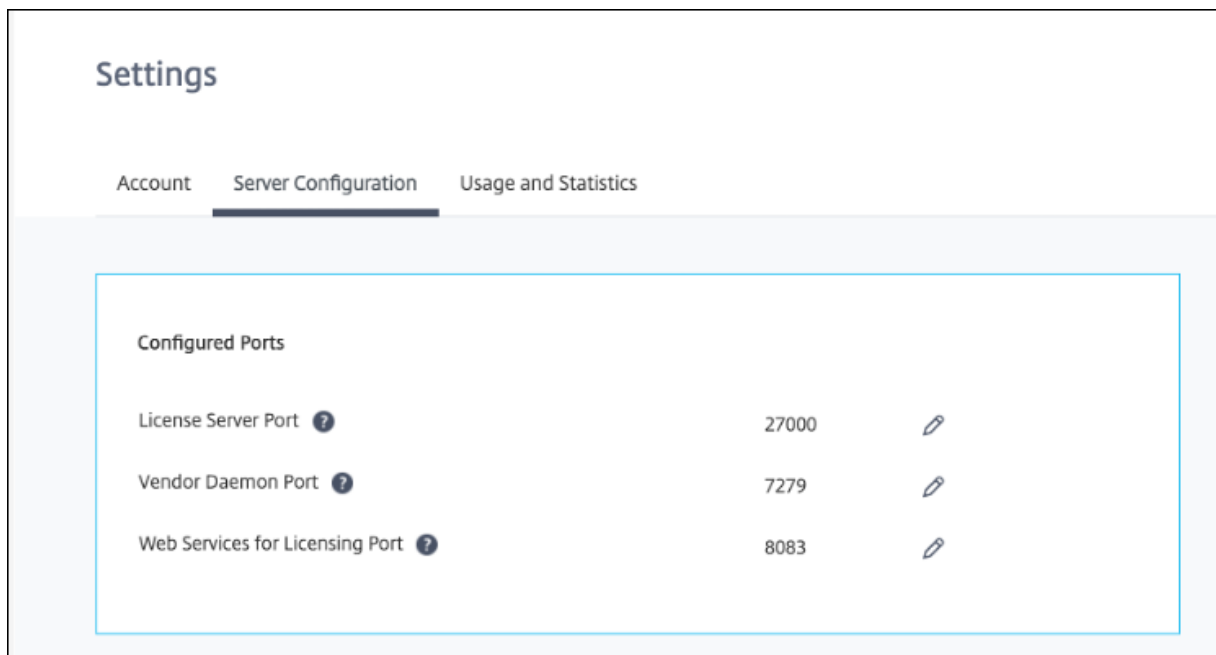 Settings
Account Server Configuration Usage and Statistics
Configured Ports
License Server Port ? 27000
Vendor Daemon Port ? 7279
Web Services for Licensing Port ? 8083